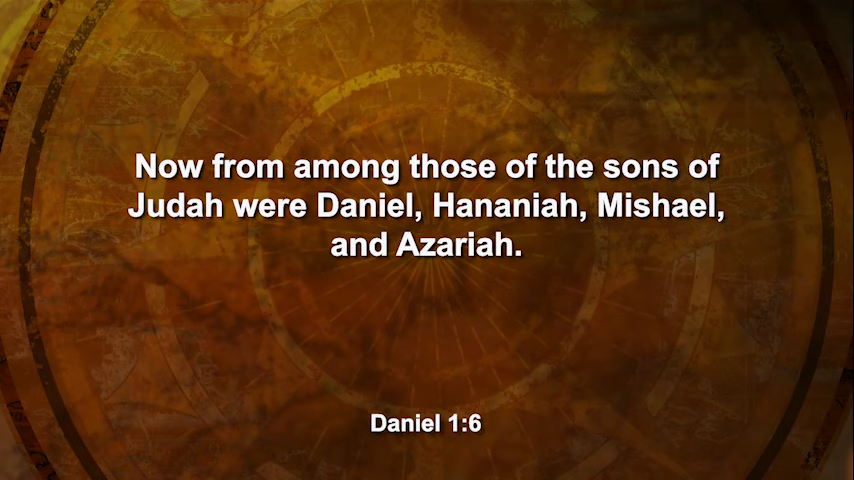 Now from among those of the sons of
Judah were Daniel, Hananiah, Mishael,
and Azariah.
Daniel 1:6